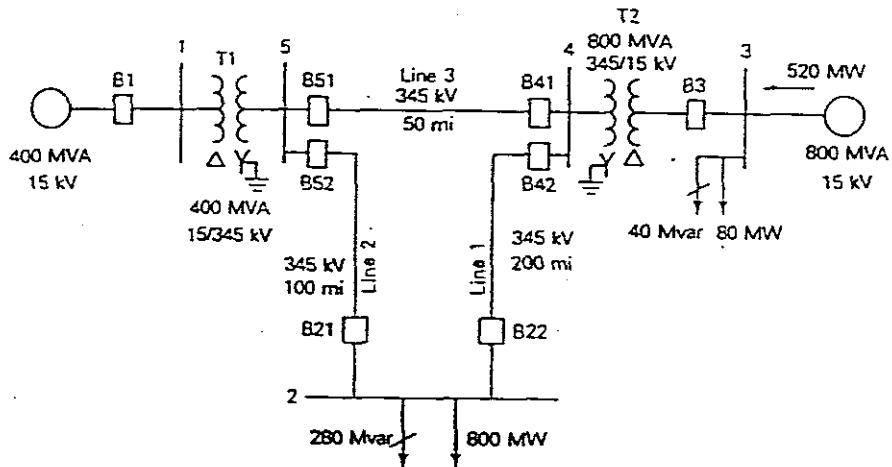 T2
1
T1
5
4
800 MVA
345/15 kV
3
B1
B51
Line 3
345 kV
50 mi
B41
B3
520 MW
400 MVA
15 kV
Δ
Y
B52
B42
Y
Δ
800 MVA
15 kV
400 MVA
15/345 kV
40 Mvar
80 MW
345 kV
100 mi
Line 2
Line 1
345 kV
200 mi
B21
B22
2
280 Mvar
800 MW